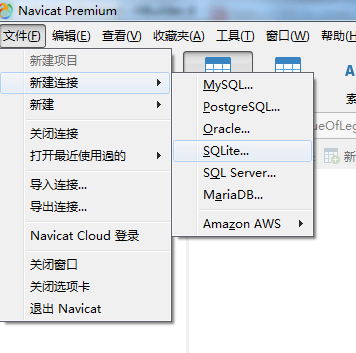 Navicat Premium
文件(F) 编辑(E) 查看(V) 收藏夹(A) 工具(T) 窗口(W) 帮助(H)
新建项目
新建连接
新建
关闭连接
打开最近使用過的
导入连接...
导出连接...
Navicat Cloud 登录
关闭窗口
关闭选项卡
退出 Navicat
MySQL...
PostgreSQL...
Oracle...
SQLite...
SQL Server...
MariaDB...
Amazon AWS
索
ueOfLeg
新